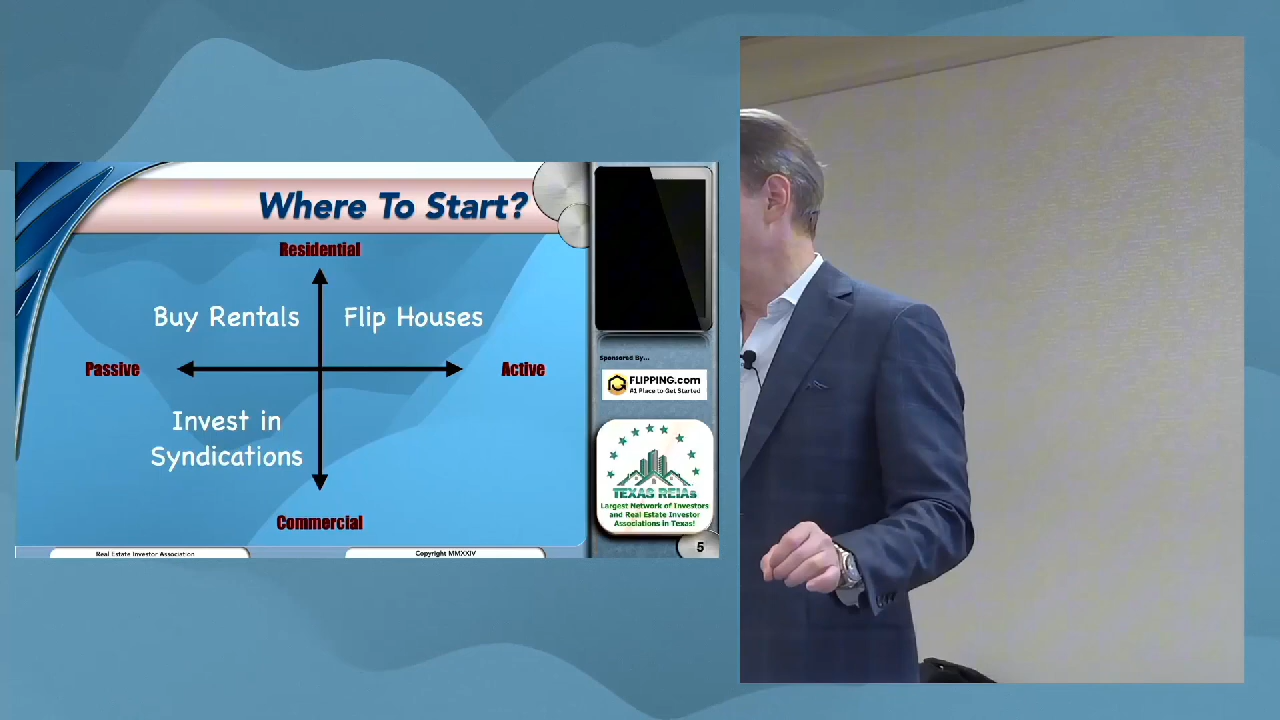 Where To Start?
Residential
Buy Rentals
Flip Houses
Passive
Active
Invest in
Syndications
Commercial
Sponsored By...
FLIPPING.com
#1 Place to Get Started
TEXAS REIAs
Largest Network of Investors
and Real Estate Investor
Associations in Texas!
Real Estate Investor Association
Copyright MMXXIV
5